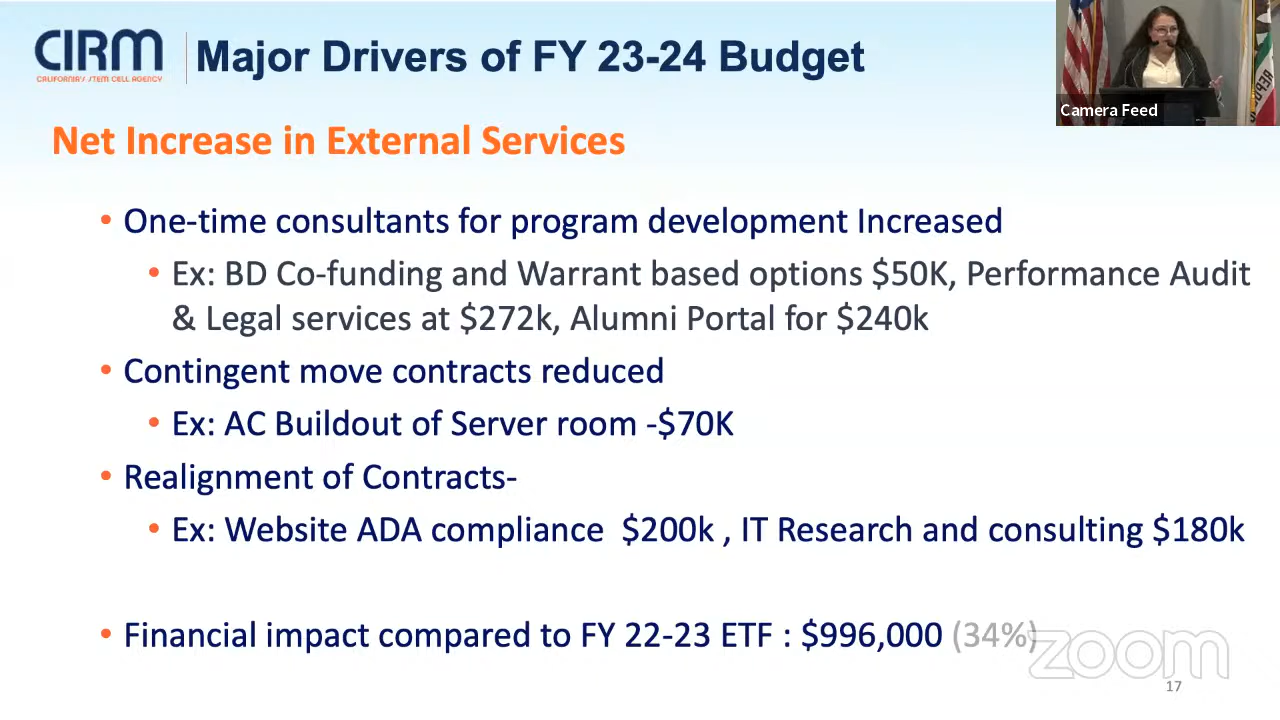 CIRM
CALIFORNIA'S STEM CELL AGENCY
Major Drivers of FY 23-24 Budget
Camera Feed
Net Increase in External Services
• One-time consultants for program development Increased
• Ex: BD Co-funding and Warrant based options $50K, Performance Audit
& Legal services at $272k, Alumni Portal for $240k
• Contingent move contracts reduced
• Ex: AC Buildout of Server room -$70K
• Realignment of Contracts-
• Ex: Website ADA compliance $200k , IT Research and consulting $180k
• Financial impact compared to FY 22-23 ETF : $996,000 (34%)
zoom
17